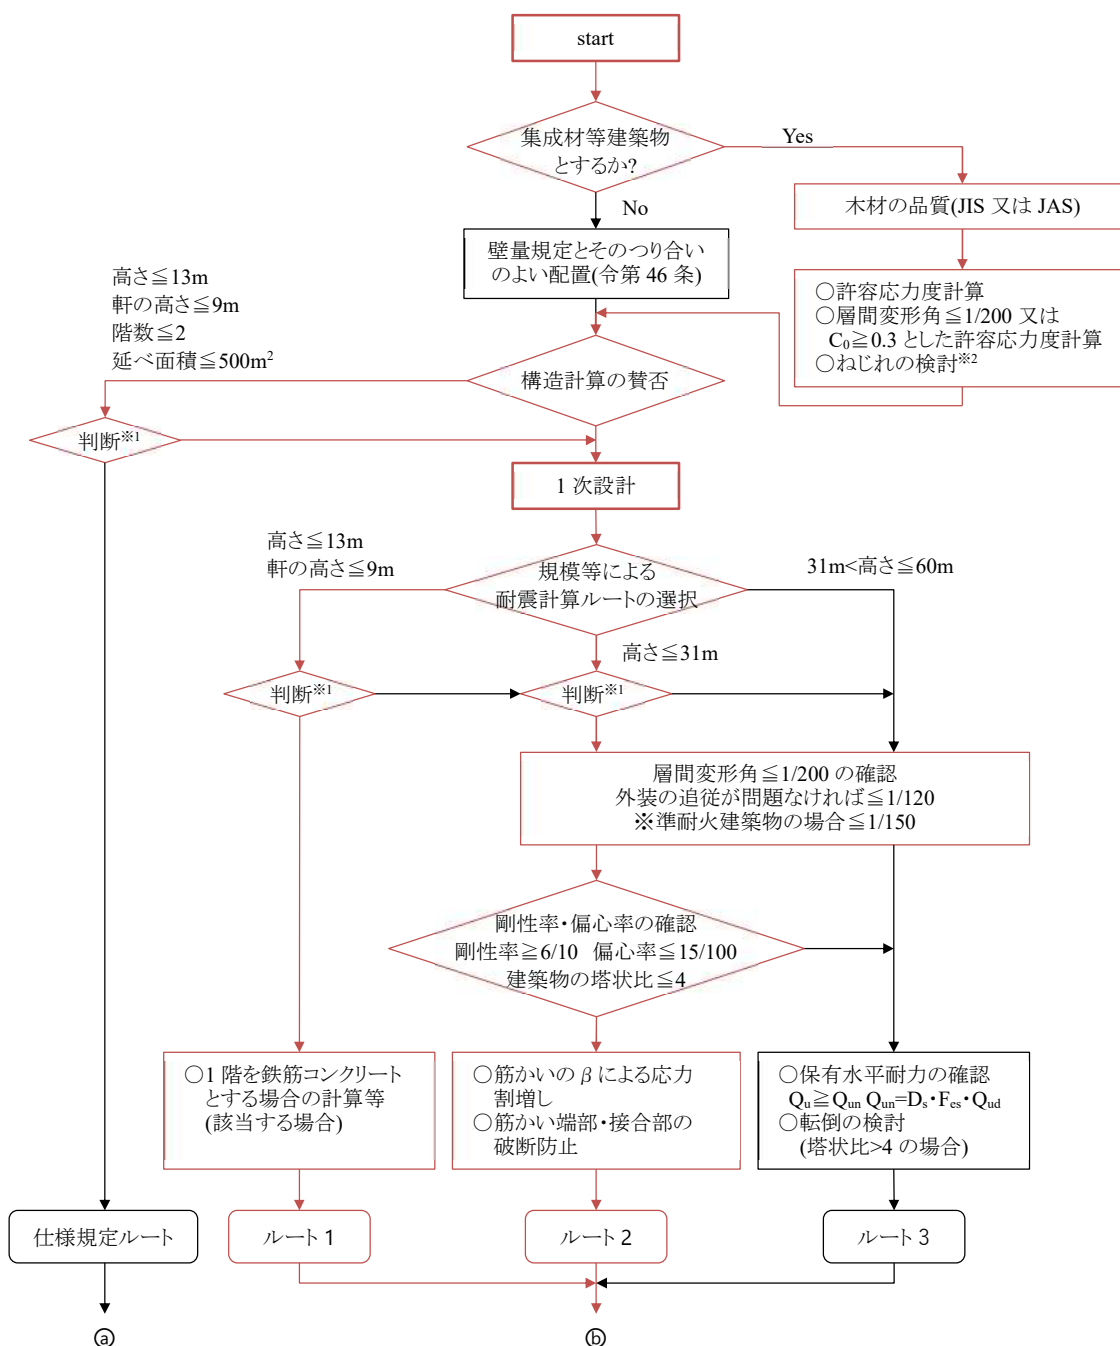 start
集成材等建築物
とするか?
Yes
No
木材の品質(JIS 又は JAS)
壁量規定とそのつり合い
のよい配置(令第 46 条)
○許容応力度計算
○層間変形角≦1/200 又は
C₀≧0.3 とした許容応力度計算
○ねじれの検討※2
高さ≦13m
軒の高さ≦9m
階数≦2
延べ面積≦500m²
構造計算の賛否
判断※1
1 次設計
高さ≦13m
軒の高さ≦9m
規模等による
耐震計算ルートの選択
31m<高さ≦60m
高さ≦31m
判断※1
判断※1
層間変形角≦1/200 の確認
外装の追従が問題なければ≦1/120
※準耐火建築物の場合≦1/150
剛性率・偏心率の確認
剛性率≧6/10 偏心率≦15/100
建築物の塔状比≦4
○1 階を鉄筋コンクリート
とする場合の計算等
(該当する場合)
○筋かいの β による応力
割増し
○筋かい端部・接合部の
破断防止
○保有水平耐力の確認
Qu≧Qun Qun=Ds・Fes・Qud
○転倒の検討
(塔状比>4 の場合)
仕様規定ルート
ルート 1
ルート 2
ルート 3
ⓐ
ⓑ